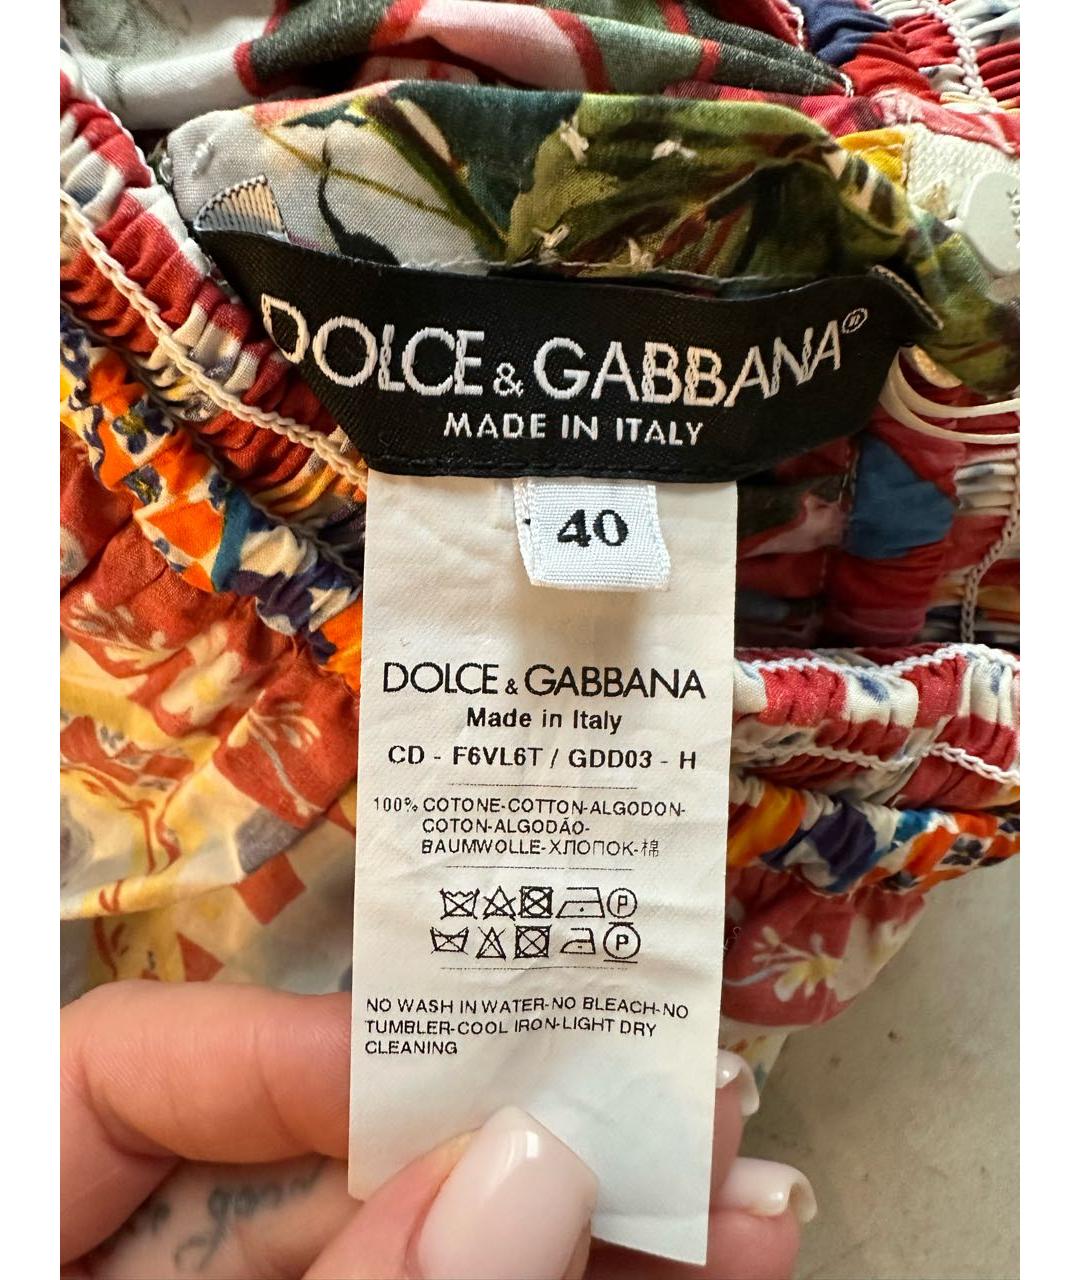 DOLCE & GABBANA®
MADE IN ITALY
40
DOLCE & GABBANA
Made in Italy
CD - F6VL6T / GDD03 - H
100% COTONE-COTTON-ALGODON-
COTON-ALGODÃO-
BAUMWOLLE-ХЛОПОК-棉
P
P
NO WASH IN WATER-NO BLEACH-NO
TUMBLER-COOL IRON-LIGHT DRY
CLEANING